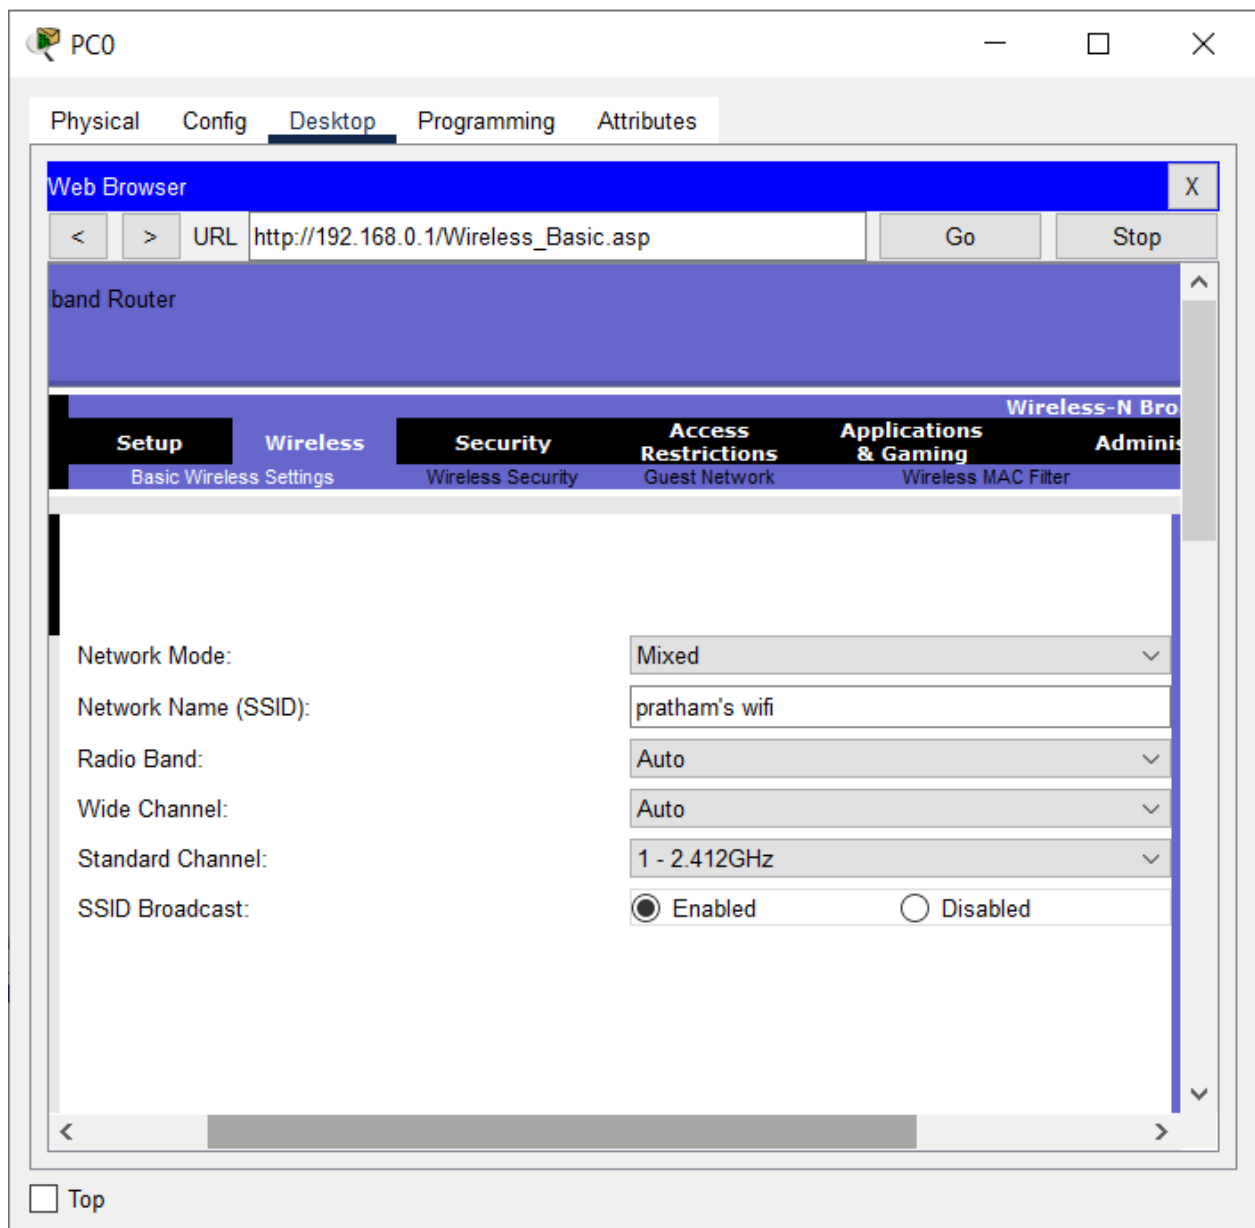 PC0
Physical Config Desktop Programming Attributes
Web Browser X
< > URL http://192.168.0.1/Wireless_Basic.asp Go Stop
band Router
Wireless-N Bro
Setup Wireless Security Access Restrictions Applications & Gaming Adminis
Basic Wireless Settings Wireless Security Guest Network Wireless MAC Filter
Network Mode: Mixed
Network Name (SSID): pratham's wifi
Radio Band: Auto
Wide Channel: Auto
Standard Channel: 1 - 2.412GHz
SSID Broadcast: Enabled Disabled
Top